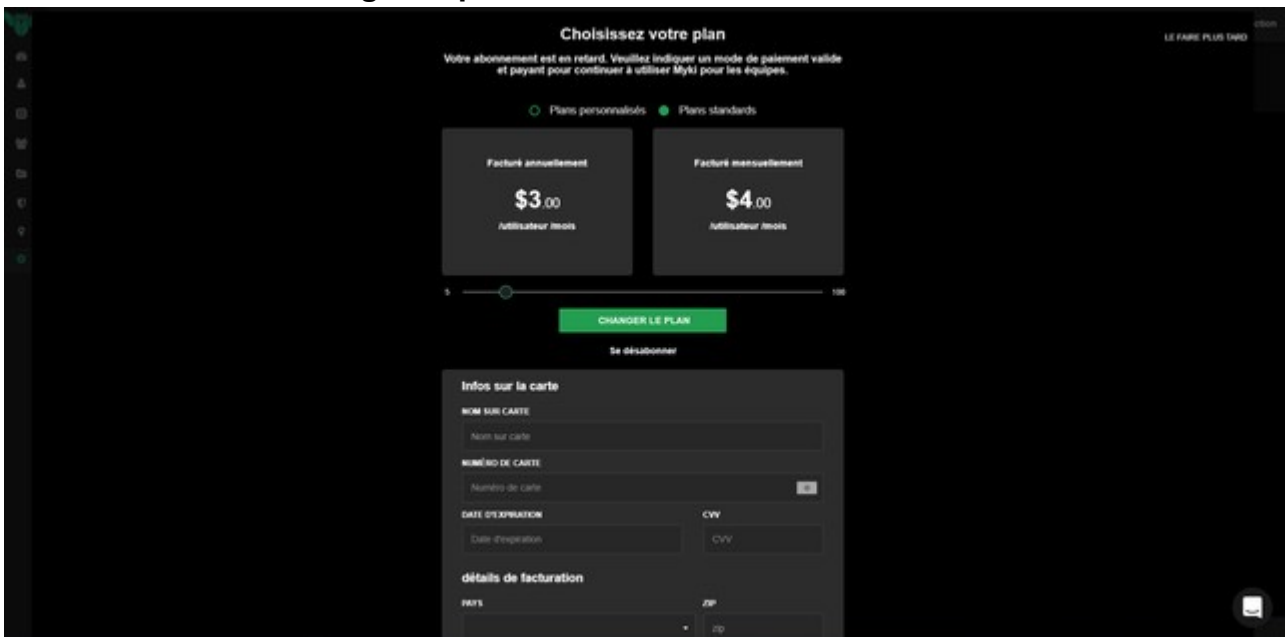 Choisissez votre plan
LE FAIRE PLUS TARD
Votre abonnement est en retard. Veuillez indiquer un mode de paiement valide
et payant pour continuer à utiliser Myki pour les équipes.
Plans personnalisés Plans standards
Facturé annuellement Facturé mensuellement
$3.00 $4.00
/utilisateur /mois /utilisateur /mois
5 100
CHANGER LE PLAN
Se désabonner
Infos sur la carte
NOM SUR CARTE
Nom sur carte
NUMÉRO DE CARTE
Numéro de carte
DATE D'EXPIRATION CVV
Date d'expiration CVV
détails de facturation
PAYS ZIP
Zip